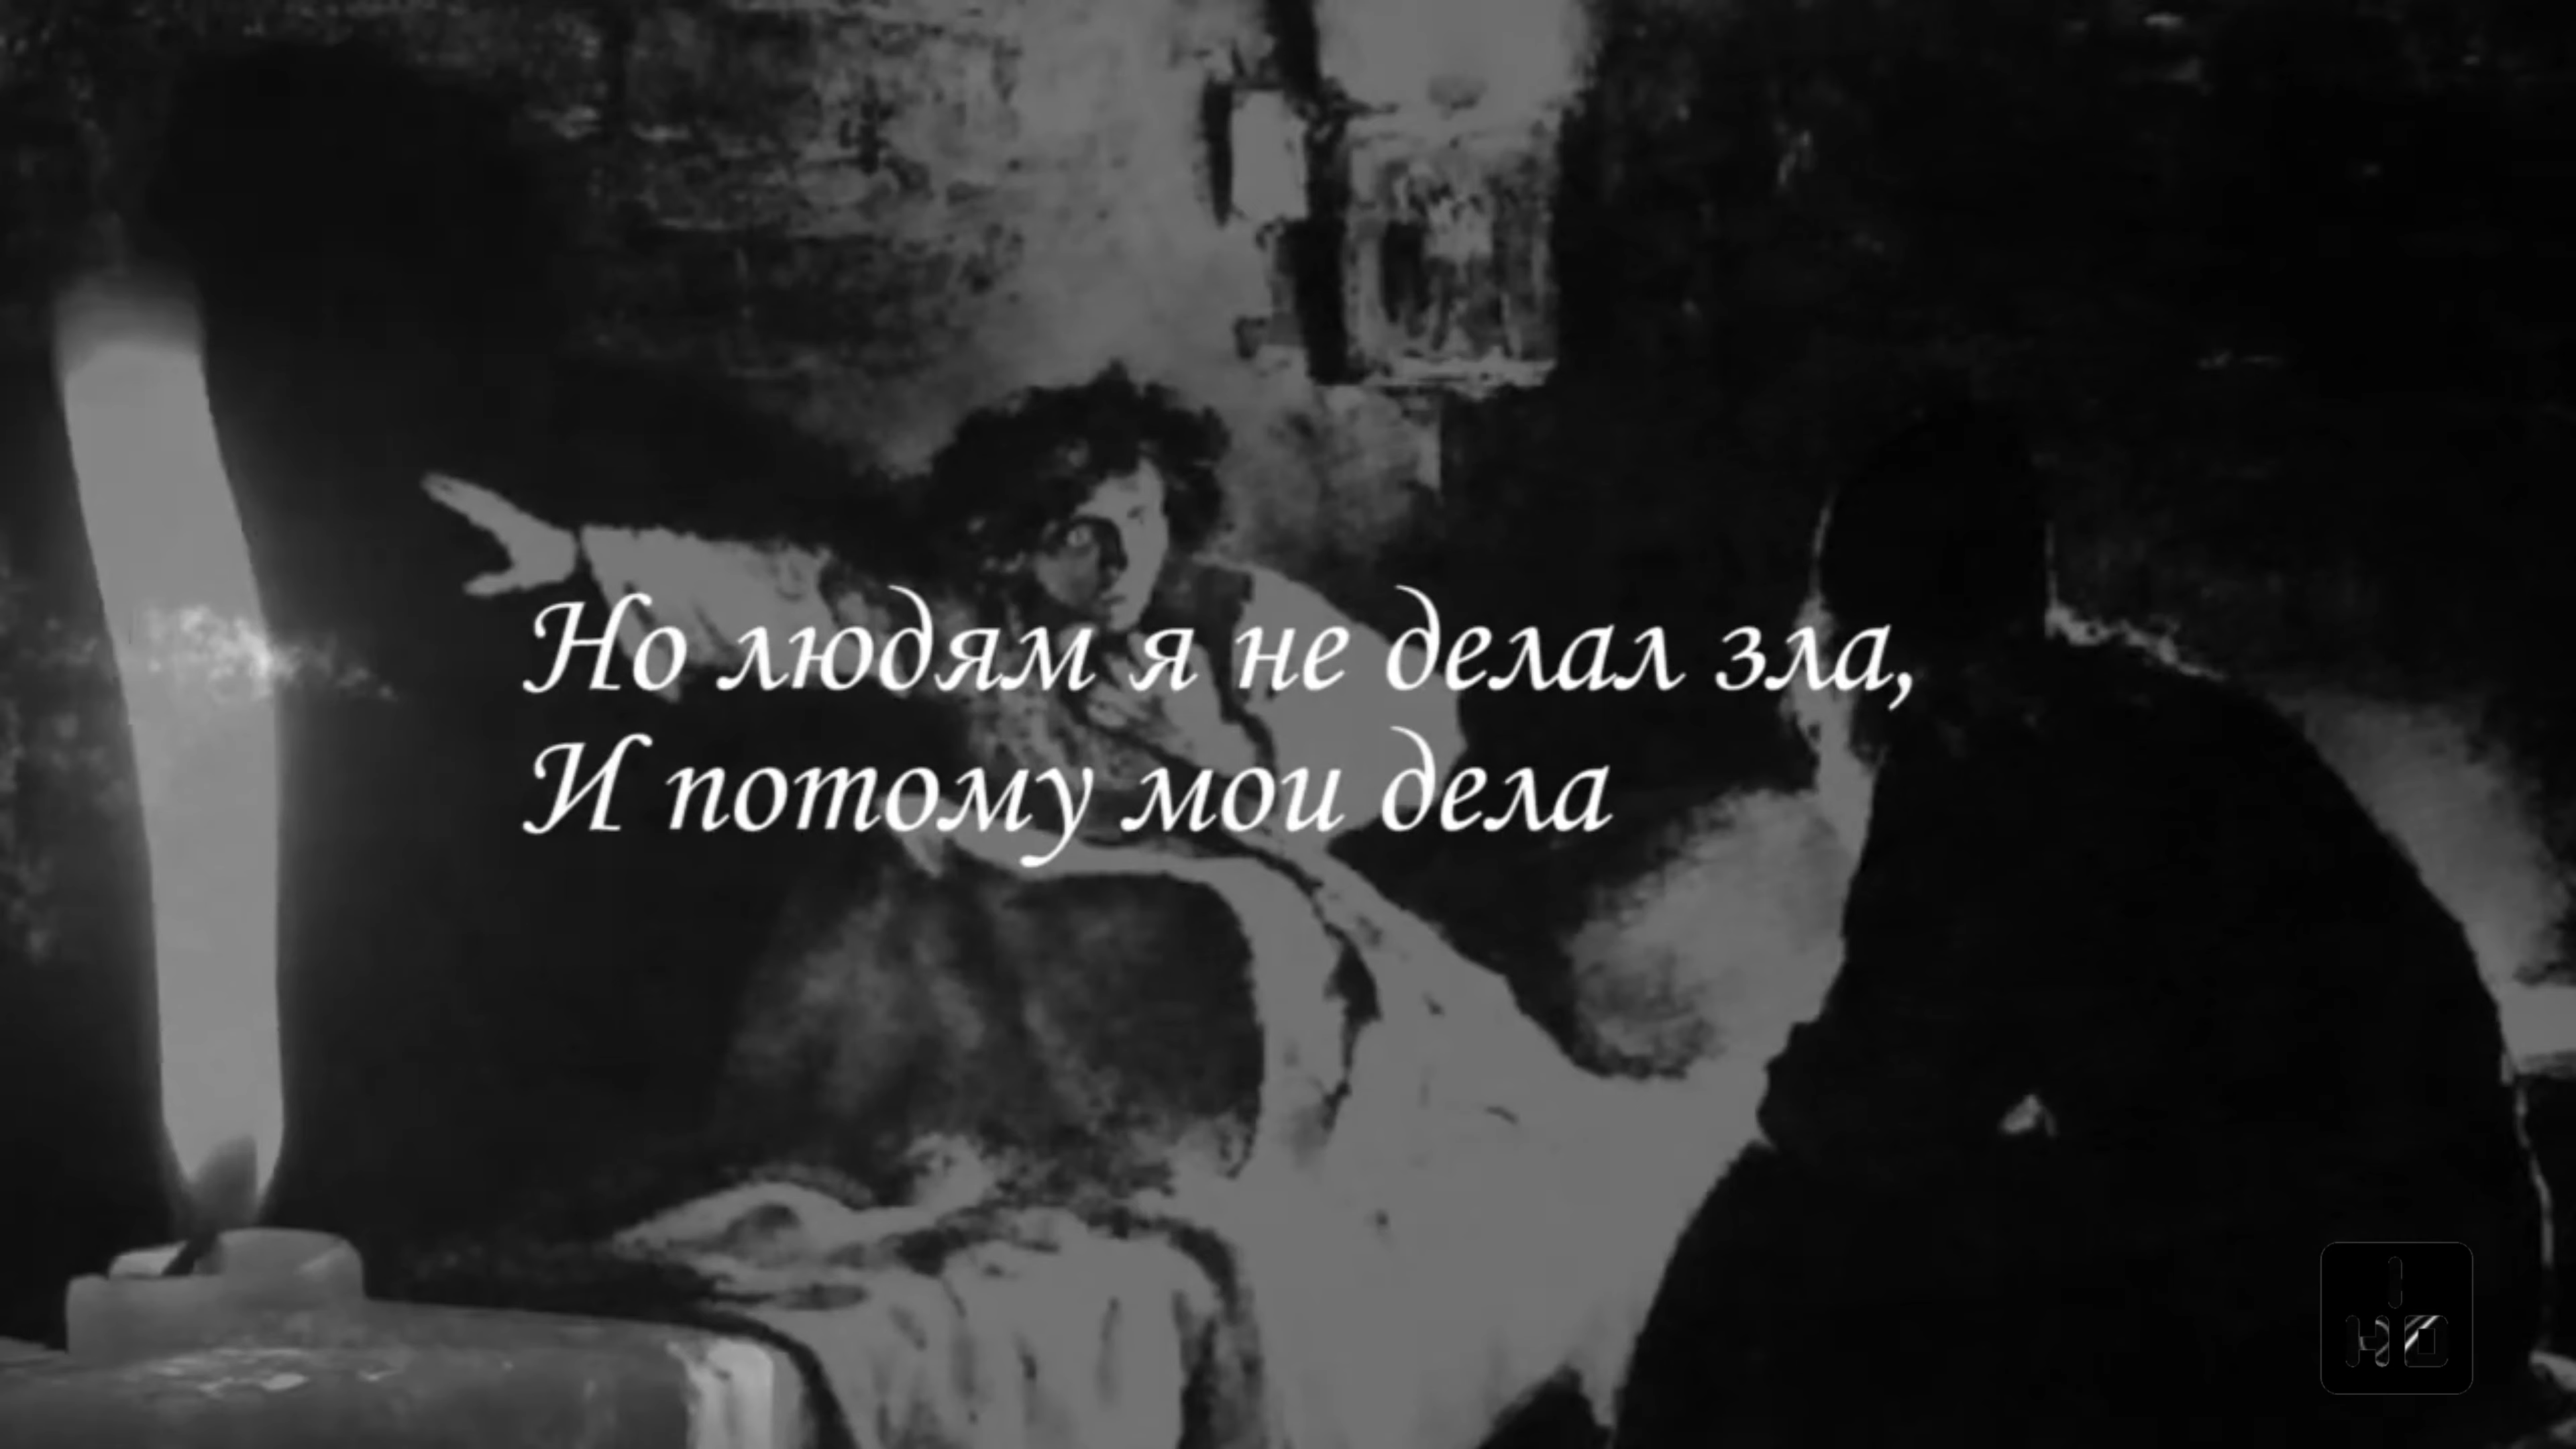 Но людям я не делал зла,
И потому мои дела